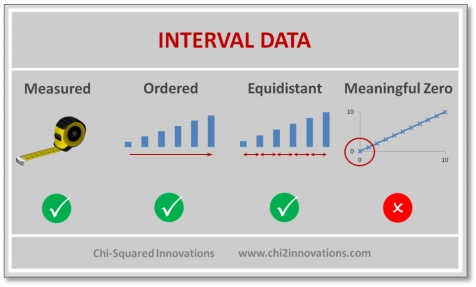 INTERVAL DATA
Measured Ordered Equidistant Meaningful Zero
10
0
0 10
Chi-Squared Innovations www.chi2innovations.com